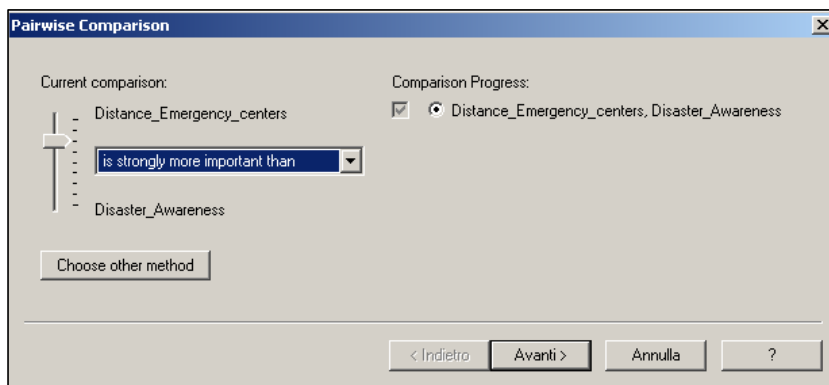 Pairwise Comparison
Current comparison:
Distance_Emergency_centers
is strongly more important than
Disaster_Awareness
Choose other method
Comparison Progress:
Distance_Emergency_centers, Disaster_Awareness
< Indietro
Avanti >
Annulla
?